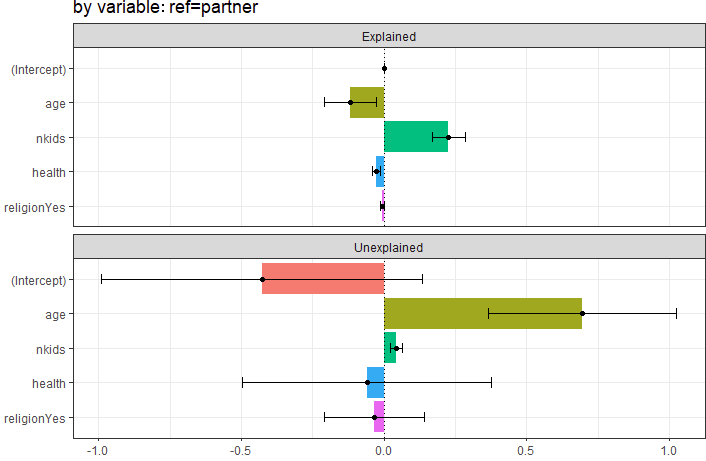 by variable: ref=partner
Explained
(Intercept)
age
nkids
health
religionYes
Unexplained
(Intercept)
age
nkids
health
religionYes
-1.0 -0.5 0.0 0.5 1.0